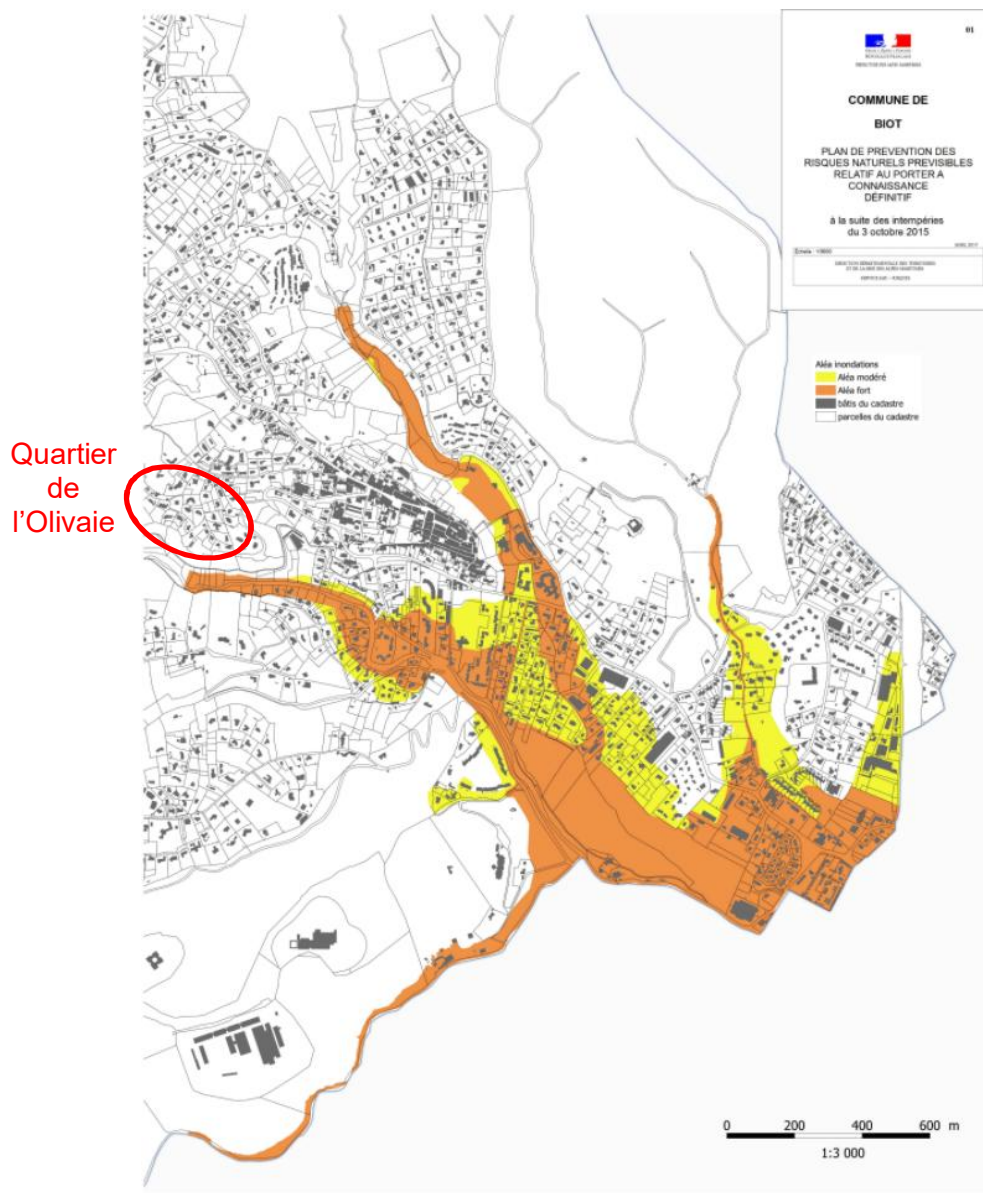 01
COMMUNE DE
BIOT
PLAN DE PREVENTION DES
RISQUES NATURELS PREVISIBLES
RELATIF AU PORTER A
CONNAISSANCE
DÉFINITIF
à la suite des intempéries
du 3 octobre 2015
Aléa inondations
Aléa modéré
Aléa fort
bâtis du cadastre
parcelles du cadastre
Quartier
de
l'Olivaie
0 200 400 600 m
1:3 000